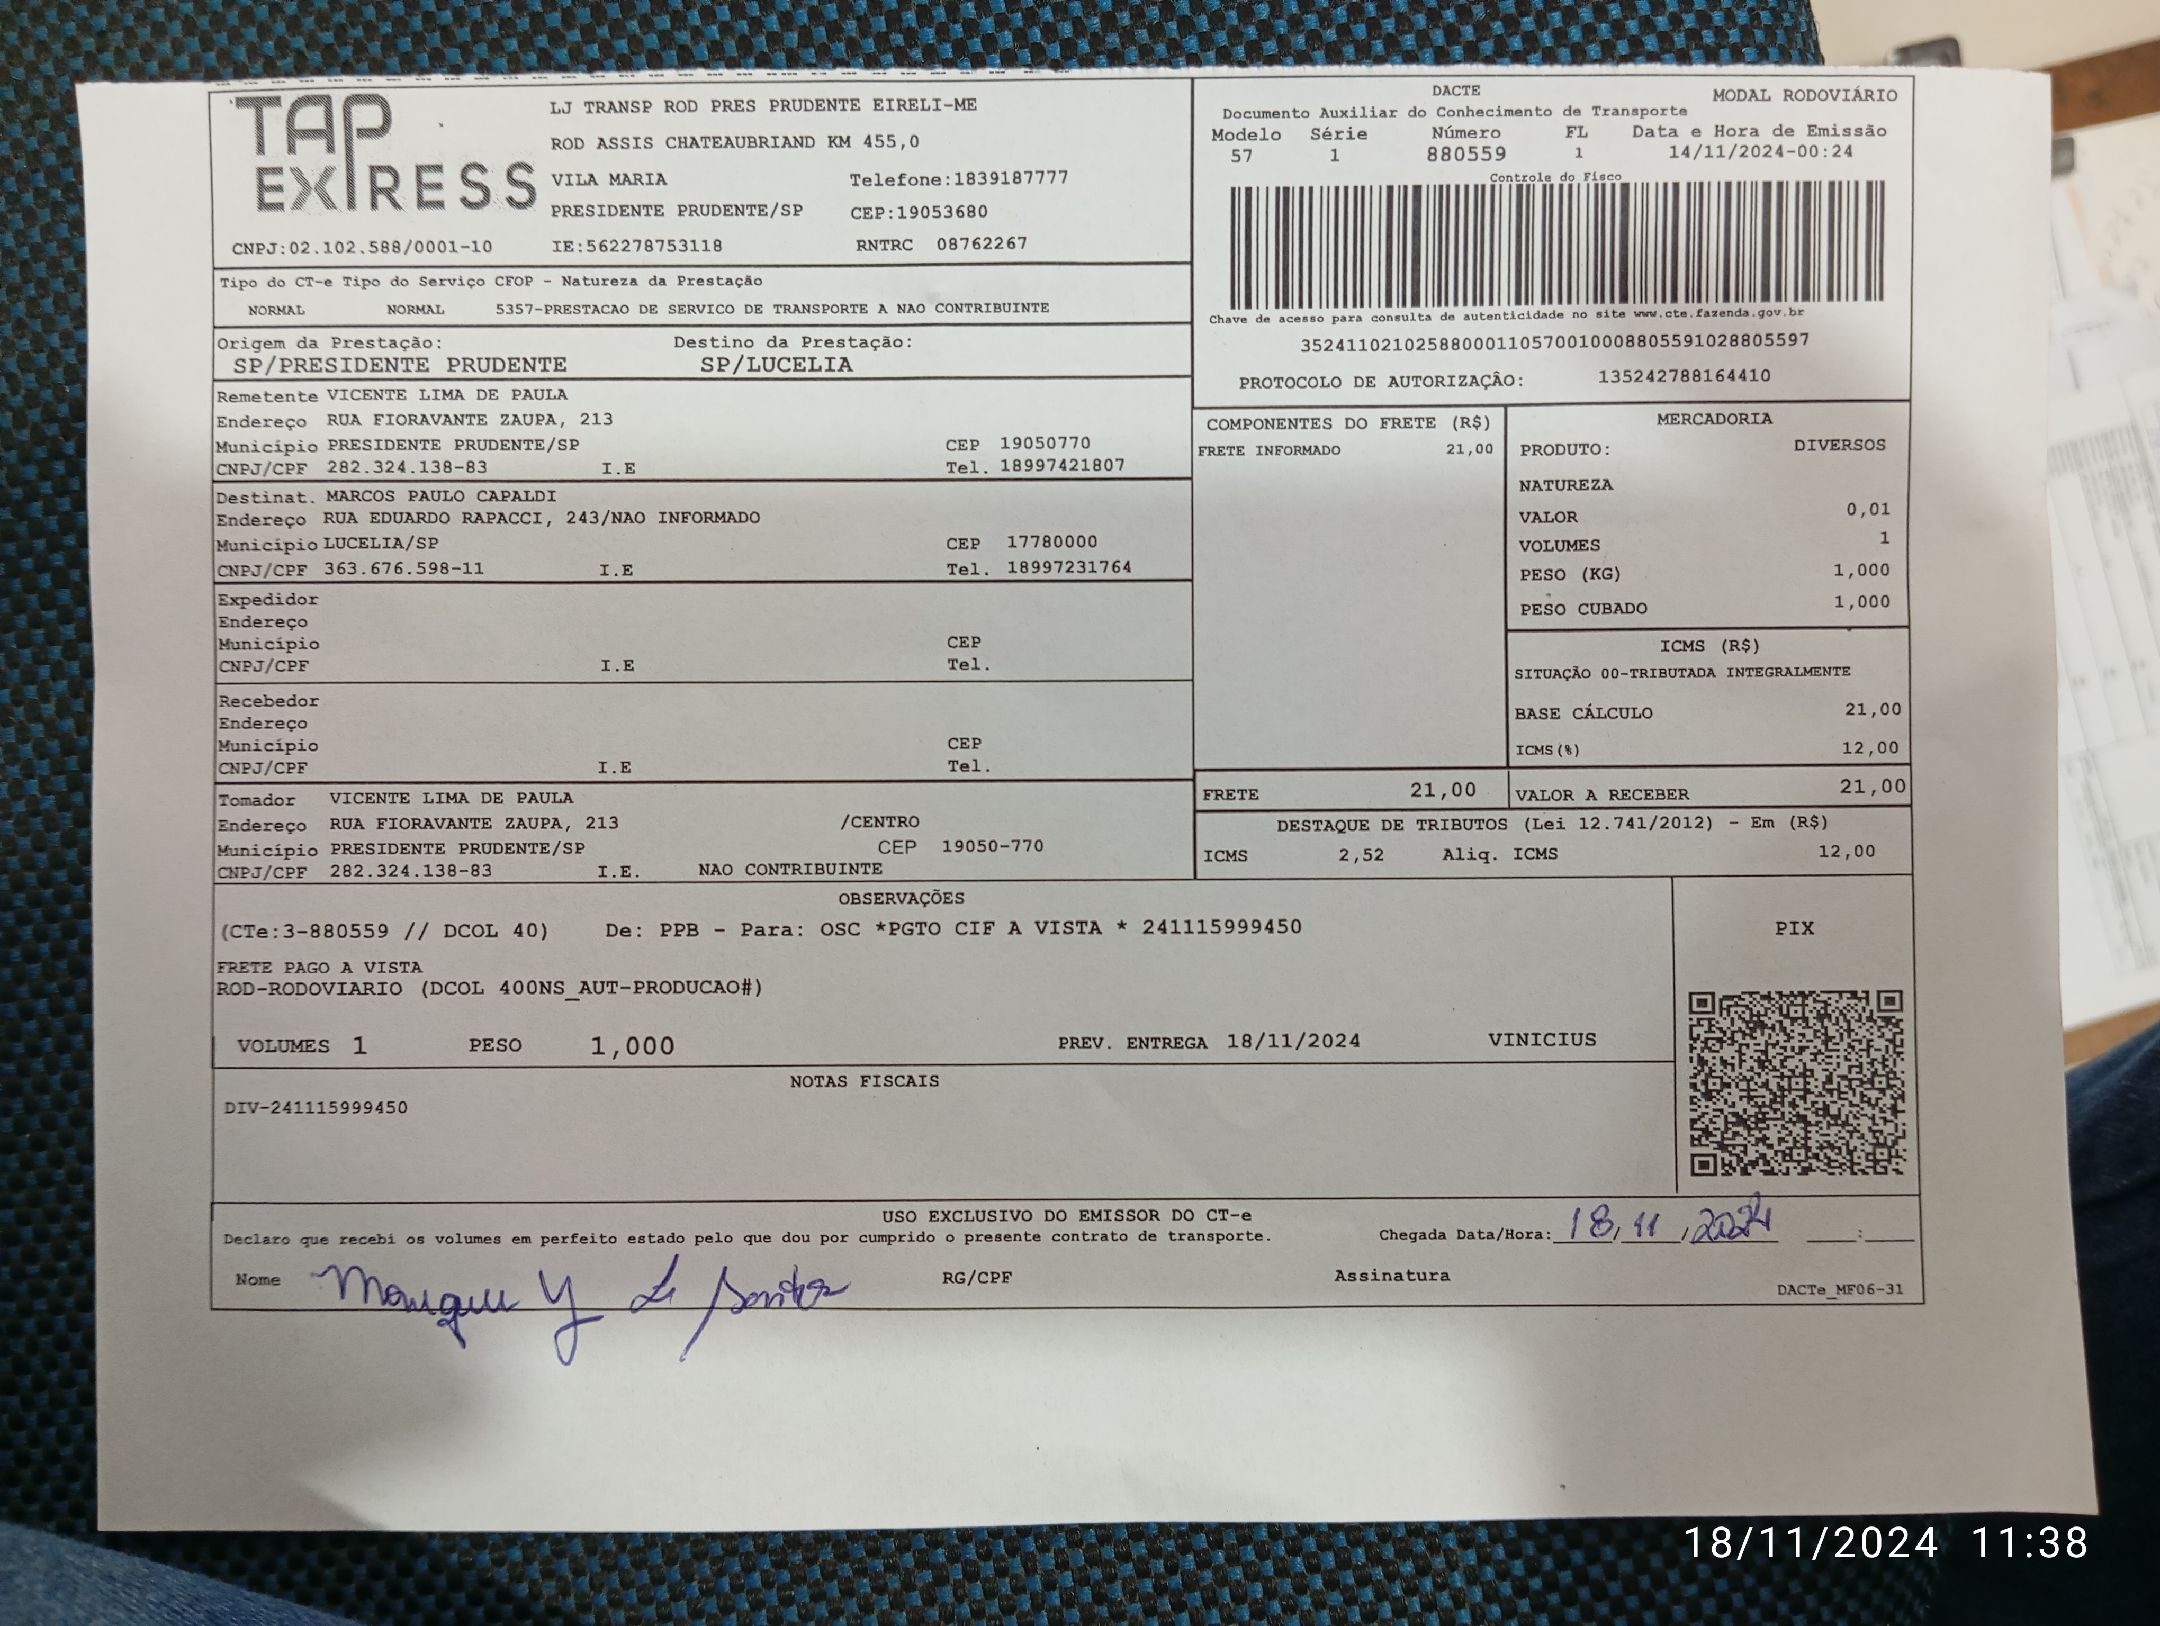 TAP EXPRESS
LJ TRANSP ROD PRES PRUDENTE EIRELI-ME
ROD ASSIS CHATEAUBRIAND KM 455,0
VILA MARIA Telefone:1839187777
PRESIDENTE PRUDENTE/SP CEP:19053680
CNPJ:02.102.588/0001-10 IE:562278753118 RNTRC 08762267
DACTE MODAL RODOVIÁRIO
Documento Auxiliar do Conhecimento de Transporte
Modelo Série Número FL Data e Hora de Emissão
57 1 880559 1 14/11/2024-00:24
Controle do Fisco
Chave de acesso para consulta de autenticidade no site www.cte.fazenda.gov.br
35241102102588000110570010008805591028805597
PROTOCOLO DE AUTORIZAÇÃO: 135242788164410
Tipo do CT-e Tipo do Serviço CFOP - Natureza da Prestação
NORMAL NORMAL 5357-PRESTACAO DE SERVICO DE TRANSPORTE A NAO CONTRIBUINTE
Origem da Prestação: Destino da Prestação:
SP/PRESIDENTE PRUDENTE SP/LUCELIA
Remetente VICENTE LIMA DE PAULA
Endereço RUA FIORAVANTE ZAUPA, 213
Município PRESIDENTE PRUDENTE/SP CEP 19050770
CNPJ/CPF 282.324.138-83 I.E Tel. 18997421807
Destinat. MARCOS PAULO CAPALDI
Endereço RUA EDUARDO RAPACCI, 243/NAO INFORMADO
Município LUCELIA/SP CEP 17780000
CNPJ/CPF 363.676.598-11 I.E Tel. 18997231764
Expedidor
Endereço
Município CEP
CNPJ/CPF I.E Tel.
Recebedor
Endereço
Município CEP
CNPJ/CPF I.E Tel.
Tomador VICENTE LIMA DE PAULA
Endereço RUA FIORAVANTE ZAUPA, 213 /CENTRO
Município PRESIDENTE PRUDENTE/SP CEP 19050-770
CNPJ/CPF 282.324.138-83 I.E. NAO CONTRIBUINTE
COMPONENTES DO FRETE (R$)
FRETE INFORMADO 21,00
MERCADORIA
PRODUTO: DIVERSOS
NATUREZA
VALOR 0,01
VOLUMES 1
PESO (KG) 1,000
PESO CUBADO 1,000
ICMS (R$)
SITUAÇÃO 00-TRIBUTADA INTEGRALMENTE
BASE CÁLCULO 21,00
ICMS(%) 12,00
FRETE 21,00 VALOR A RECEBER 21,00
DESTAQUE DE TRIBUTOS (Lei 12.741/2012) - Em (R$)
ICMS 2,52 Aliq. ICMS 12,00
OBSERVAÇÕES
(CTe:3-880559 // DCOL 40) De: PPB - Para: OSC *PGTO CIF A VISTA * 241115999450
FRETE PAGO A VISTA
ROD-RODOVIARIO (DCOL 400NS_AUT-PRODUCAO#)
VOLUMES 1 PESO 1,000 PREV. ENTREGA 18/11/2024 VINICIUS
PIX
NOTAS FISCAIS
DIV-241115999450
USO EXCLUSIVO DO EMISSOR DO CT-e
Declaro que recebi os volumes em perfeito estado pelo que dou por cumprido o presente contrato de transporte. Chegada Data/Hora: 18/11/2024 :
Nome RG/CPF Assinatura
DACTe_MF06-31
18/11/2024 11:38